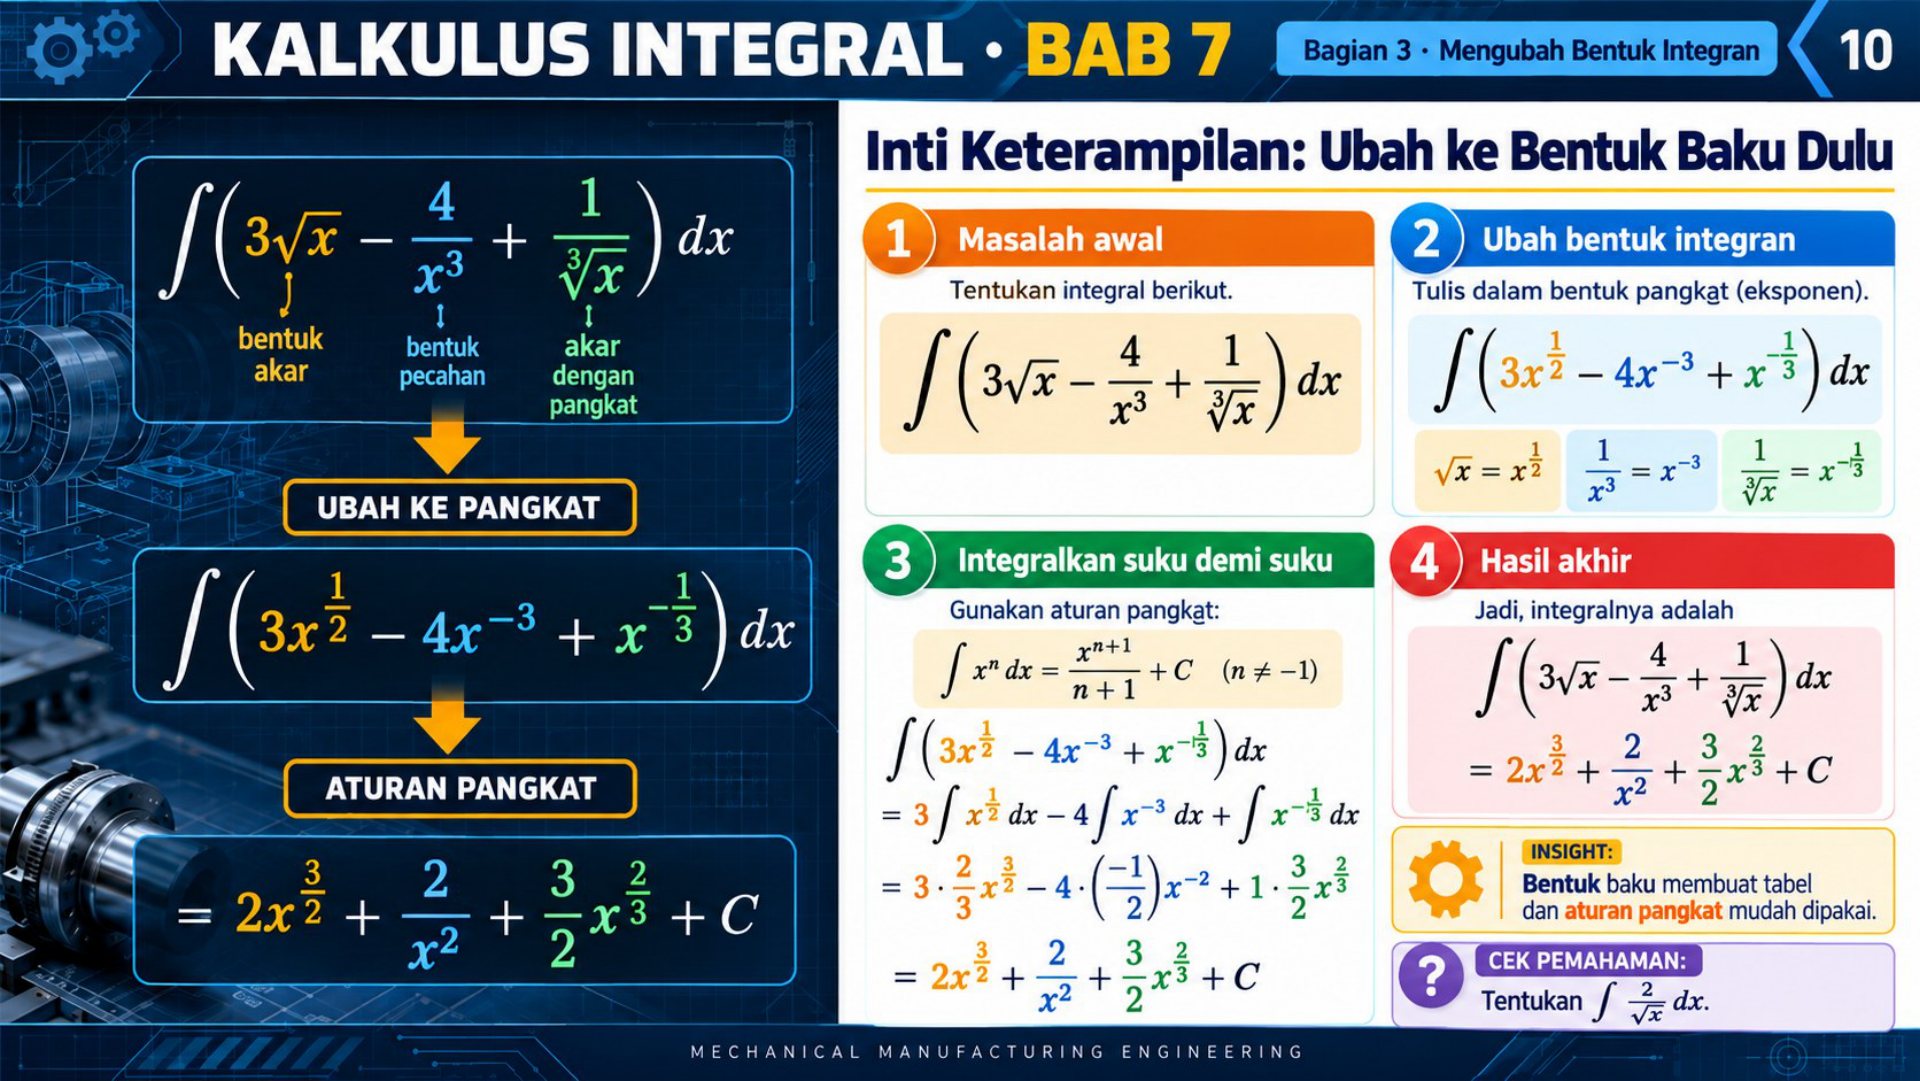 KALKULUS INTEGRAL • BAB 7
Bagian 3 · Mengubah Bentuk Integran
10
∫(3√x − 4/x³ + 1/∛x) dx
bentuk akar
bentuk pecahan
akar dengan pangkat
UBAH KE PANGKAT
∫(3x^(1/2) − 4x^(−3) + x^(−1/3)) dx
ATURAN PANGKAT
= 2x^(3/2) + 2/x² + 3/2 x^(2/3) + C
Inti Keterampilan: Ubah ke Bentuk Baku Dulu
1 Masalah awal
Tentukan integral berikut.
∫(3√x − 4/x³ + 1/∛x) dx
2 Ubah bentuk integran
Tulis dalam bentuk pangkat (eksponen).
∫(3x^(1/2) − 4x^(−3) + x^(−1/3)) dx
√x = x^(1/2)
1/x³ = x^(−3)
1/∛x = x^(−1/3)
3 Integralkan suku demi suku
Gunakan aturan pangkat:
∫ xⁿ dx = x^(n+1)/(n + 1) + C (n ≠ −1)
∫(3x^(1/2) − 4x^(−3) + x^(−1/3)) dx
= 3∫ x^(1/2) dx − 4∫ x^(−3) dx + ∫ x^(−1/3) dx
= 3 · 2/3 x^(3/2) − 4 · (−1/2) x^(−2) + 1 · 3/2 x^(2/3)
= 2x^(3/2) + 2/x² + 3/2 x^(2/3) + C
4 Hasil akhir
Jadi, integralnya adalah
∫(3√x − 4/x³ + 1/∛x) dx
= 2x^(3/2) + 2/x² + 3/2 x^(2/3) + C
INSIGHT:
Bentuk baku membuat tabel
dan aturan pangkat mudah dipakai.
?
CEK PEMAHAMAN:
Tentukan ∫ 2/√x dx.
MECHANICAL MANUFACTURING ENGINEERING